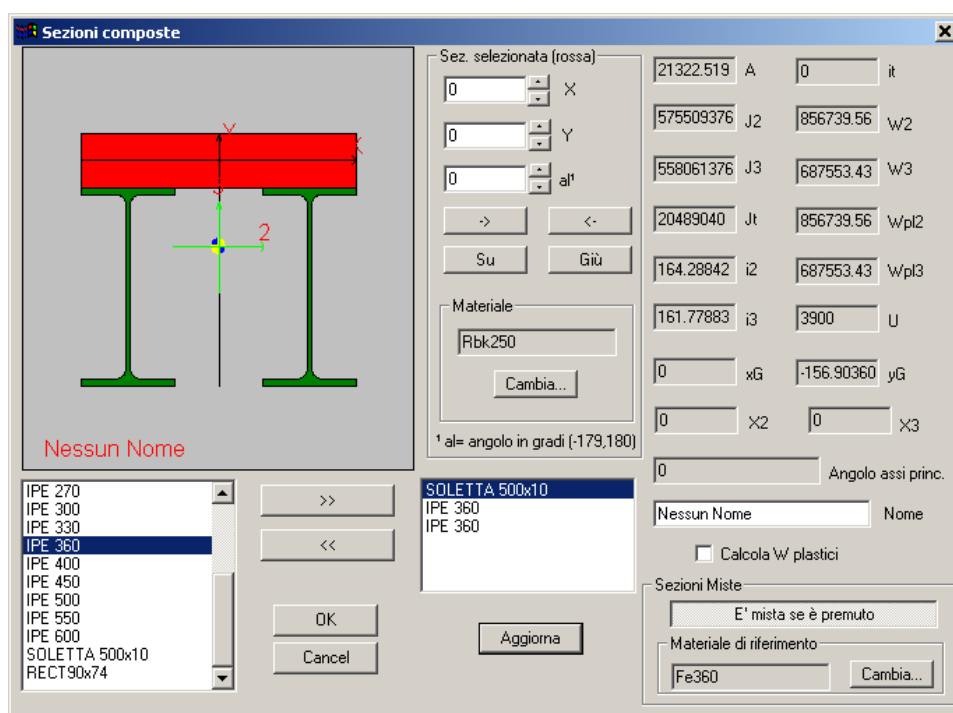 Sezioni composte
Y
X
3
2
Nessun Nome
Sez. selezionata (rossa)
0 X
0 Y
0 al¹
-> <-
Su Giù
Materiale
Rbk250
Cambia...
¹ al= angolo in gradi (-179,180)
21322.519 A 0 it
575509376 J2 856739.56 W2
558061376 J3 687553.43 W3
20489040 Jt 856739.56 Wpl2
164.28842 i2 687553.43 Wpl3
161.77883 i3 3900 U
0 xG -156.90360 yG
0 X2 0 X3
0 Angolo assi princ.
Nessun Nome Nome
Calcola W plastici
Sezioni Miste
E' mista se è premuto
Materiale di riferimento
Fe360 Cambia...
IPE 270
IPE 300
IPE 330
IPE 360
IPE 400
IPE 450
IPE 500
IPE 550
IPE 600
SOLETTA 500x10
RECT90x74
>>
<<
OK
Cancel
SOLETTA 500x10
IPE 360
IPE 360
Aggiorna